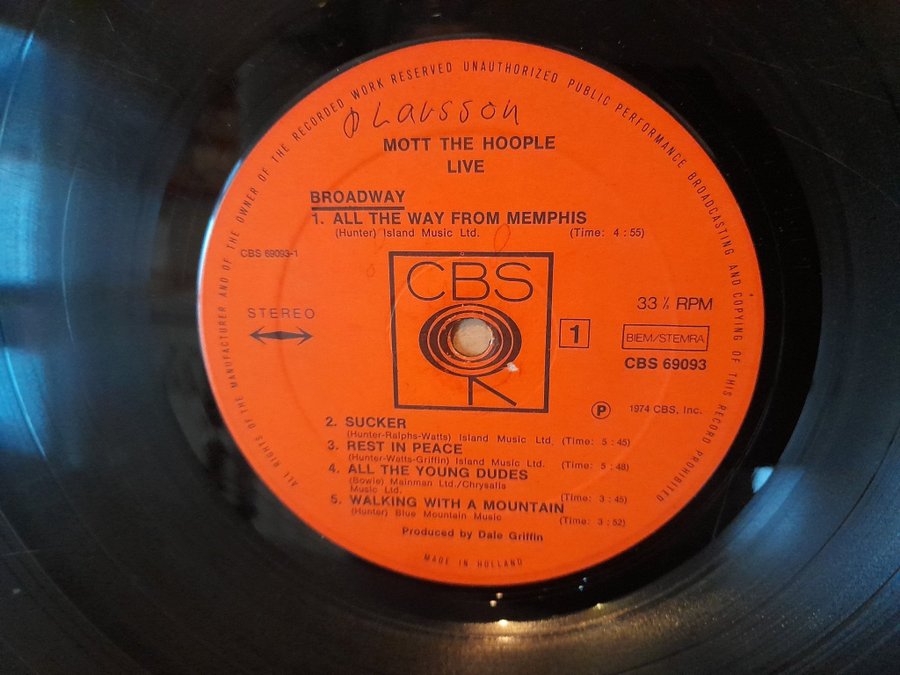 ALL RIGHTS OF THE MANUFACTURER AND OF THE OWNER OF THE RECORDED WORK RESERVED UNAUTHORIZED PUBLIC PERFORMANCE BROADCASTING AND COPYING OF THIS RECORD PROHIBITED
Larsson
MOTT THE HOOPLE
LIVE
BROADWAY
1. ALL THE WAY FROM MEMPHIS
(Hunter) Island Music Ltd. (Time: 4:55)
CBS 69093-1
CBS
STEREO
33⅓ RPM
1
BIEM/STEMRA
CBS 69093
Ⓟ 1974 CBS, Inc.
2. SUCKER
(Hunter-Ralphs-Watts) Island Music Ltd. (Time: 5:45)
3. REST IN PEACE
(Hunter-Watts-Griffin) Island Music Ltd. (Time: 5:48)
4. ALL THE YOUNG DUDES
(Bowie) Mainman Ltd./Chrysalis
Music Ltd. (Time: 3:45)
5. WALKING WITH A MOUNTAIN
(Hunter) Blue Mountain Music (Time: 3:52)
Produced by Dale Griffin
MADE IN HOLLAND